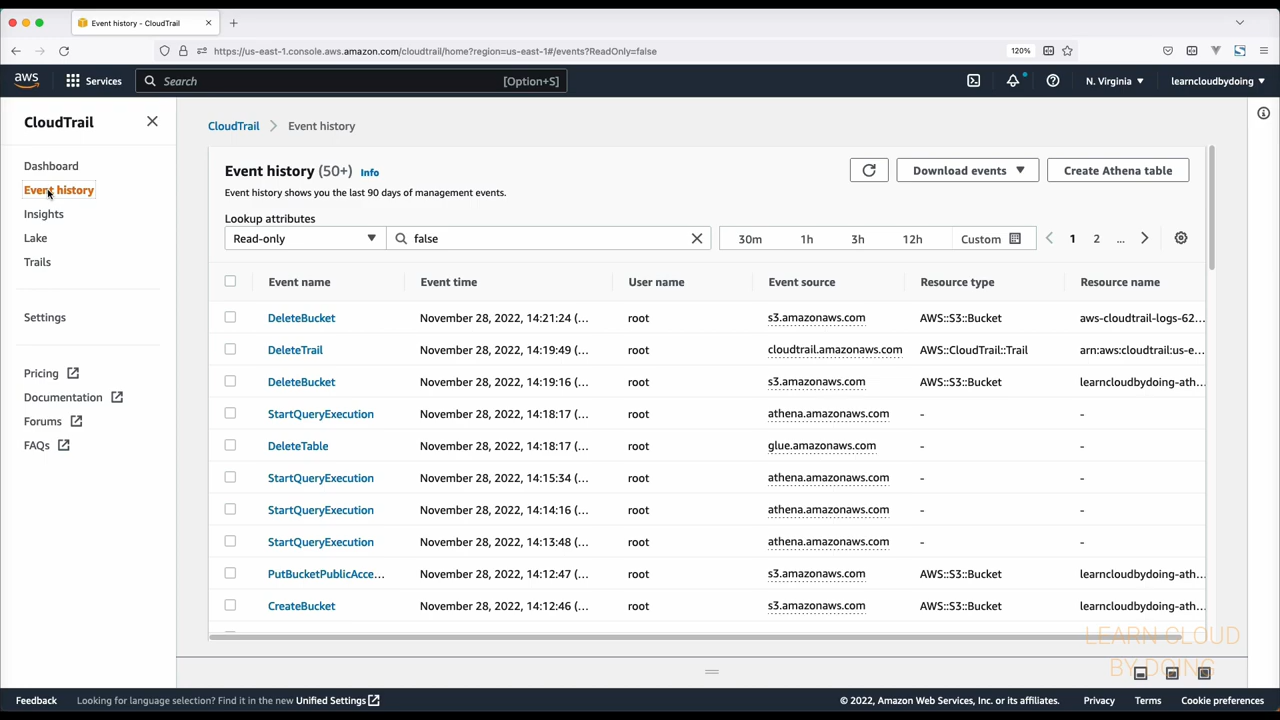 Event history - CloudTrail
https://us-east-1.console.aws.amazon.com/cloudtrail/home?region=us-east-1#/events?ReadOnly=false
120%
aws
Services
Search
[Option+S]
N. Virginia
learncloudbydoing
CloudTrail
Dashboard
Event history
Insights
Lake
Trails
Settings
Pricing
Documentation
Forums
FAQs
CloudTrail
Event history
Event history (50+) Info
Event history shows you the last 90 days of management events.
Download events
Create Athena table
Lookup attributes
Read-only
false
30m 1h 3h 12h Custom
1 2 ...
Event name Event time User name Event source Resource type Resource name
DeleteBucket November 28, 2022, 14:21:24 (... root s3.amazonaws.com AWS::S3::Bucket aws-cloudtrail-logs-62...
DeleteTrail November 28, 2022, 14:19:49 (... root cloudtrail.amazonaws.com AWS::CloudTrail::Trail arn:aws:cloudtrail:us-e...
DeleteBucket November 28, 2022, 14:19:16 (... root s3.amazonaws.com AWS::S3::Bucket learncloudbydoing-ath...
StartQueryExecution November 28, 2022, 14:18:17 (... root athena.amazonaws.com - -
DeleteTable November 28, 2022, 14:18:17 (... root glue.amazonaws.com - -
StartQueryExecution November 28, 2022, 14:15:34 (... root athena.amazonaws.com - -
StartQueryExecution November 28, 2022, 14:14:16 (... root athena.amazonaws.com - -
StartQueryExecution November 28, 2022, 14:13:48 (... root athena.amazonaws.com - -
PutBucketPublicAcce... November 28, 2022, 14:12:47 (... root s3.amazonaws.com AWS::S3::Bucket learncloudbydoing-ath...
CreateBucket November 28, 2022, 14:12:46 (... root s3.amazonaws.com AWS::S3::Bucket learncloudbydoing-ath...
LEARN CLOUD
BY DOING
Feedback
Looking for language selection? Find it in the new Unified Settings
© 2022, Amazon Web Services, Inc. or its affiliates.
Privacy
Terms
Cookie preferences